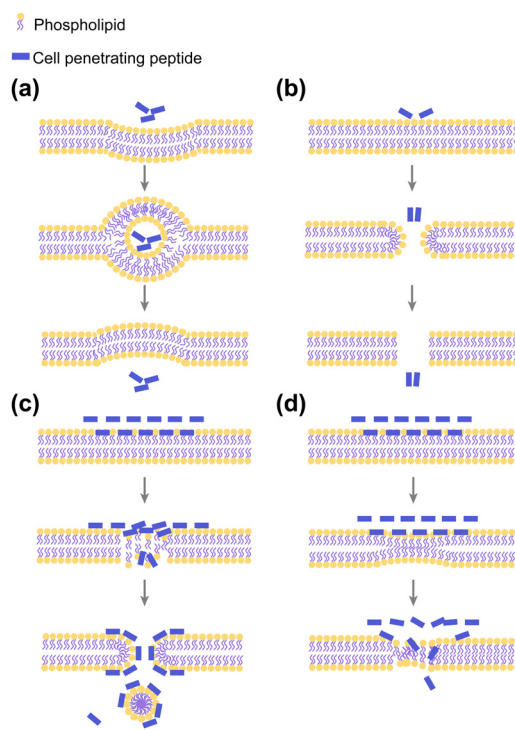 Phospholipid
Cell penetrating peptide
(a)
(b)
(c)
(d)